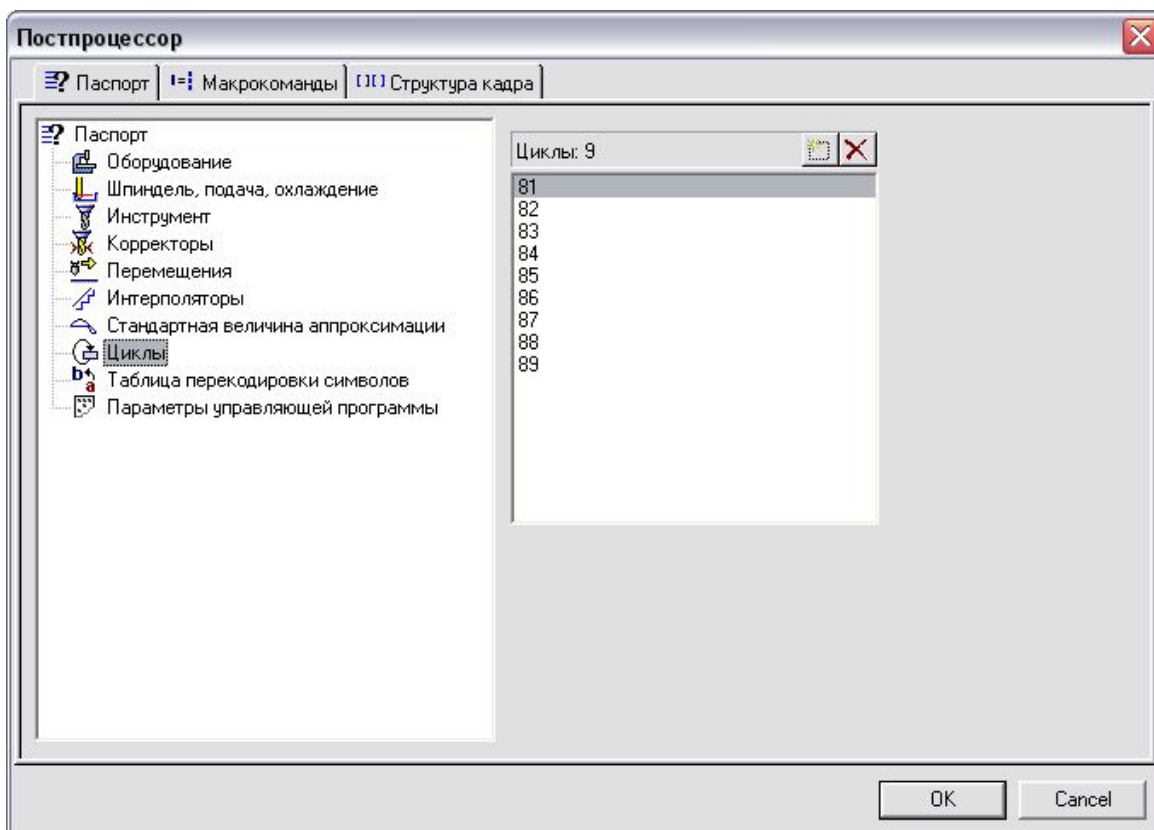 Постпроцессор
Паспорт Макрокоманды Структура кадра
Паспорт
Оборудование
Шпиндель, подача, охлаждение
Инструмент
Корректоры
Перемещения
Интерполяторы
Стандартная величина аппроксимации
Циклы
Таблица перекодировки символов
Параметры управляющей программы
Циклы: 9
81
82
83
84
85
86
87
88
89
OK Cancel